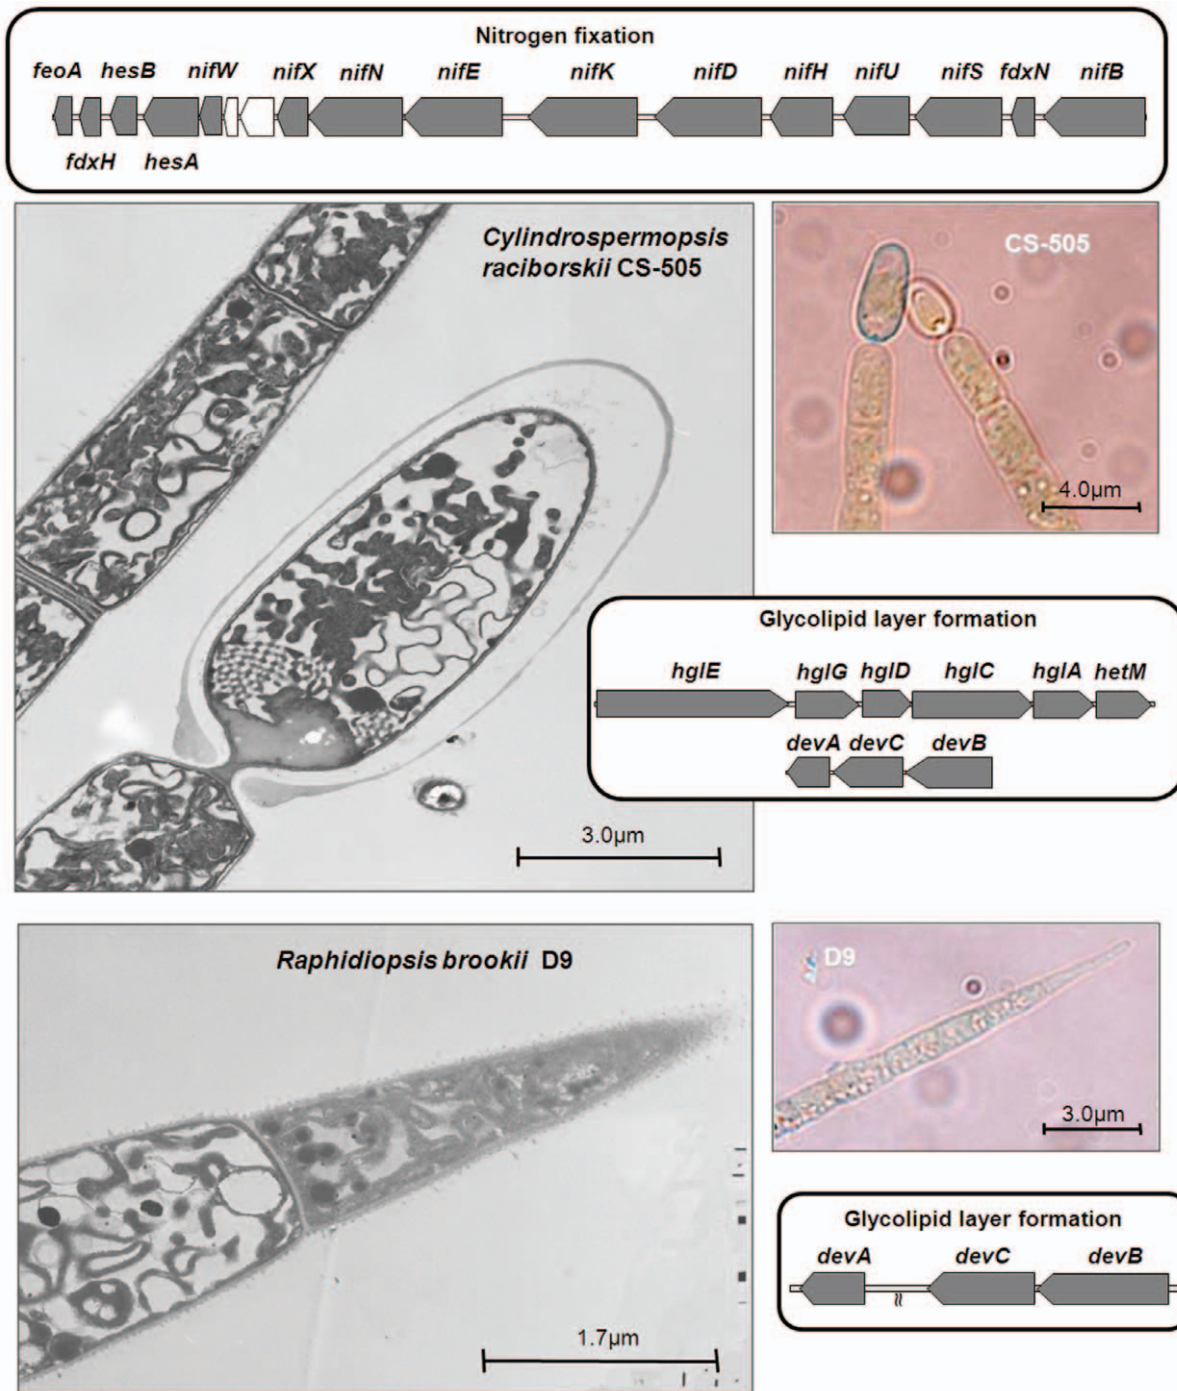 Nitrogen fixation
feoA hesB nifW nifX nifN nifE nifK nifD nifH nifU nifS fdxN nifB
fdxH hesA
Cylindrospermopsis
raciborskii CS-505
CS-505
4.0µm
Glycolipid layer formation
hglE hglG hglD hglC hglA hetM
devA devC devB
3.0µm
Raphidiopsis brookii D9
D9
3.0µm
Glycolipid layer formation
devA devC devB
1.7µm